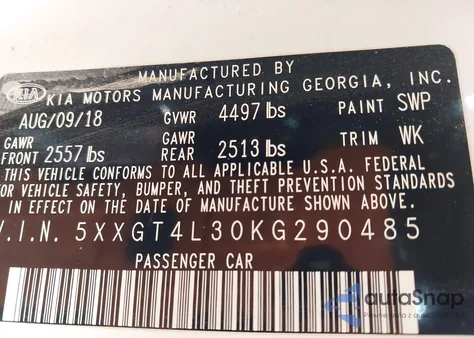 MANUFACTURED BY
KIA KIA MOTORS MANUFACTURING GEORGIA, INC.
AUG/09/18 GVWR 4497 lbs PAINT SWP
GAWR FRONT 2557 lbs GAWR REAR 2513 lbs TRIM WK
THIS VEHICLE CONFORMS TO ALL APPLICABLE U.S.A. FEDERAL
OR VEHICLE SAFETY, BUMPER, AND THEFT PREVENTION STANDARDS
IN EFFECT ON THE DATE OF MANUFACTURE SHOWN ABOVE.
V.I.N. 5XXGT4L30KG290485
PASSENGER CAR
autoSnap